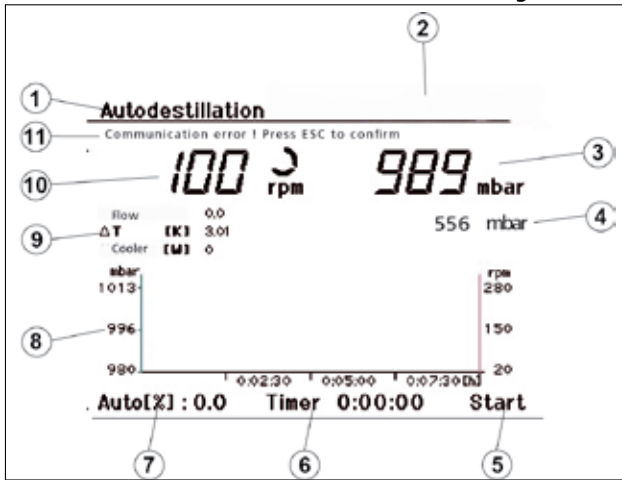 2
1
Autodestillation
11
Communication error ! Press ESC to confirm
3
10
100 rpm
989 mbar
4
556 mbar
9
Flow 0.0
△T [K] 3.01
Cooler [W] 0
mbar
rpm
1013
280
8
996
150
980
20
0:02:30 0:05:00 0:07:30 [h]
Auto[%] : 0.0 Timer 0:00:00 Start
7
6
5